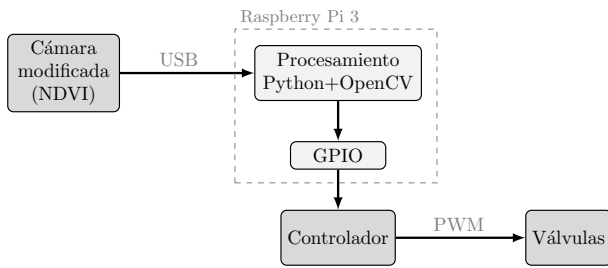 Raspberry Pi 3
Cámara
modificada
(NDVI)
USB
Procesamiento
Python+OpenCV
GPIO
Controlador
PWM
Válvulas